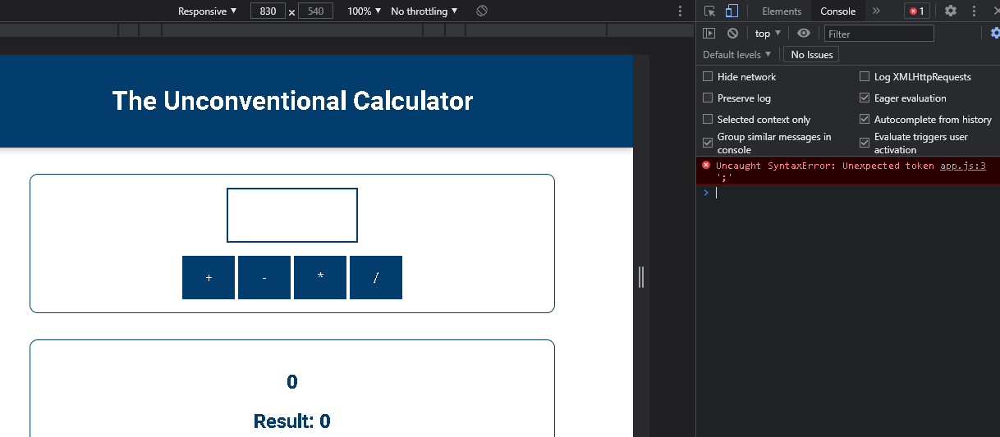 Responsive ▼ 830 x 540 100% ▼ No throttling ▼
Elements Console » 1
top ▼ Filter
Default levels ▼ No Issues
Hide network Log XMLHttpRequests
Preserve log Eager evaluation
Selected context only Autocomplete from history
Group similar messages in console Evaluate triggers user activation
Uncaught SyntaxError: Unexpected token app.js:3
';'
>
The Unconventional Calculator
+ - * /
0
Result: 0